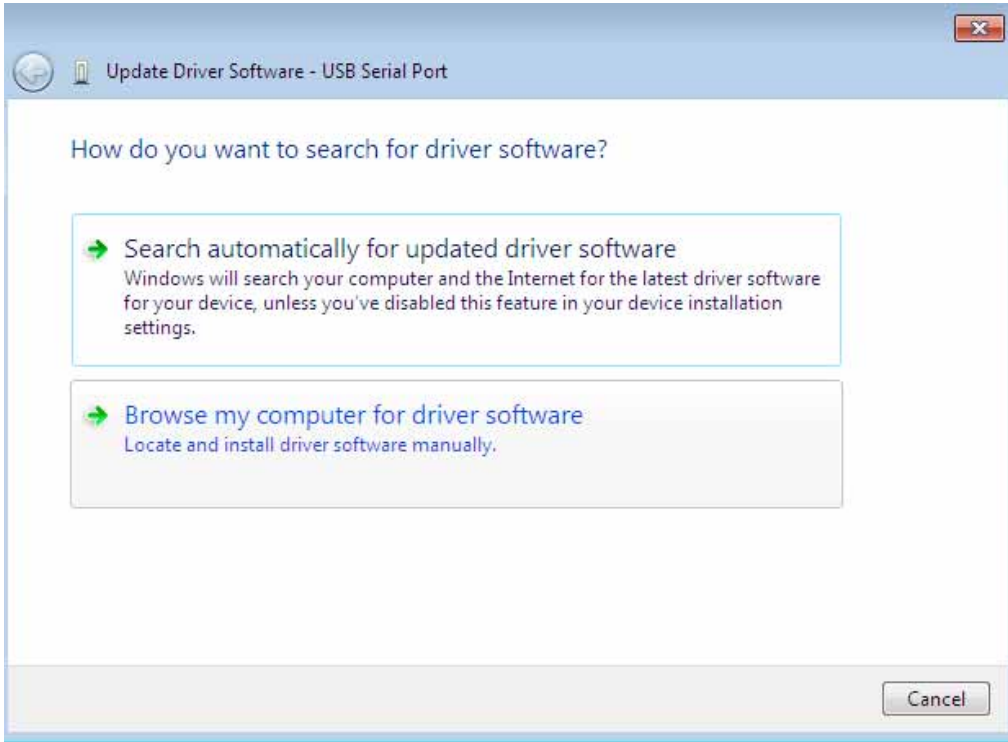 Update Driver Software - USB Serial Port
How do you want to search for driver software?
Search automatically for updated driver software
Windows will search your computer and the Internet for the latest driver software
for your device, unless you've disabled this feature in your device installation
settings.
Browse my computer for driver software
Locate and install driver software manually.
Cancel